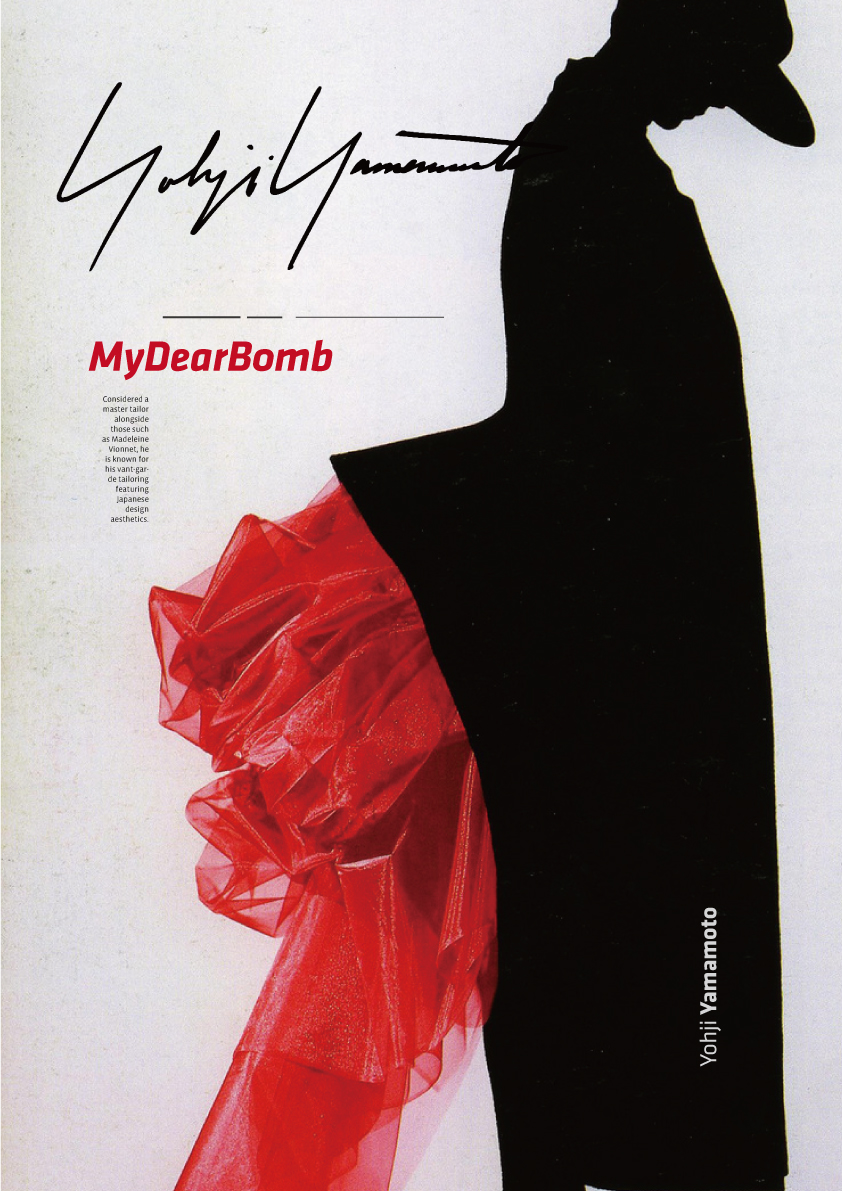 Yohji Yamamoto
MyDearBomb
Considered a
master tailor
alongside
those such
as Madeleine
Vionnet, he
is known for
his vant-gar-
de tailoring
featuring
japanese
design
aesthetics.
Yohji Yamamoto